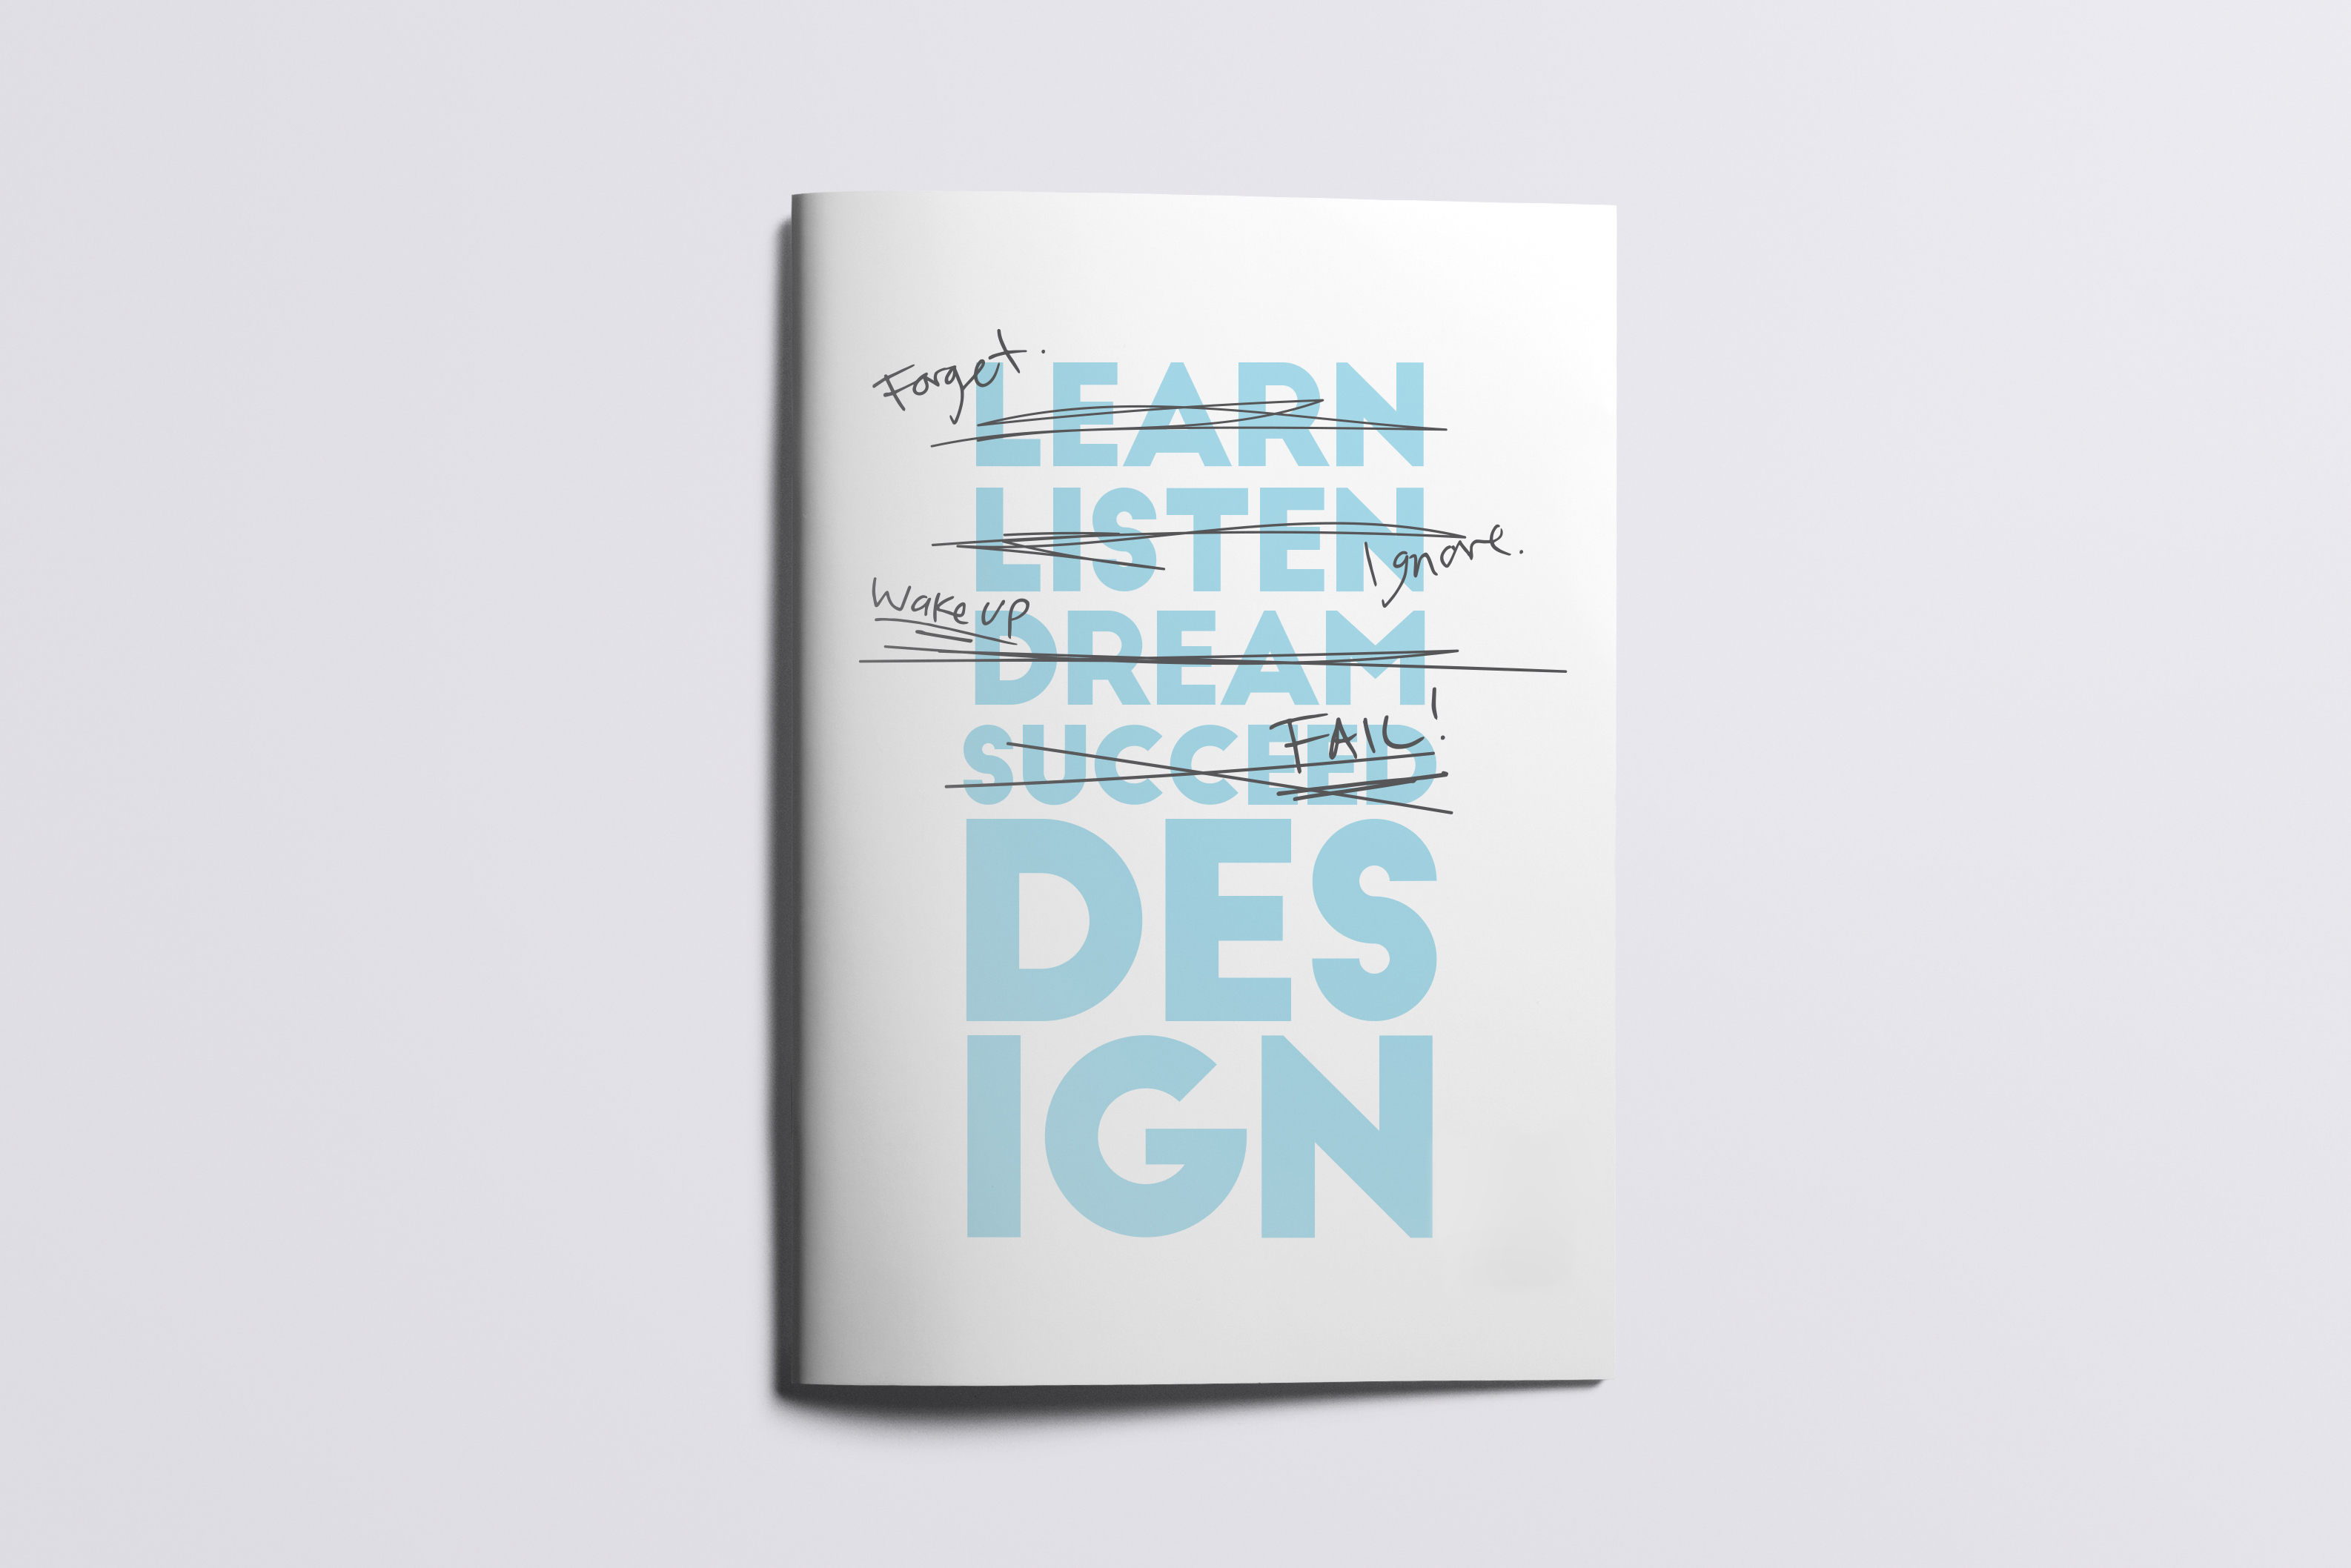 Forget.
LEARN
LISTEN
Ignore.
Wake up
DREAM
FAIL!
SUCCEED
DES
IGN